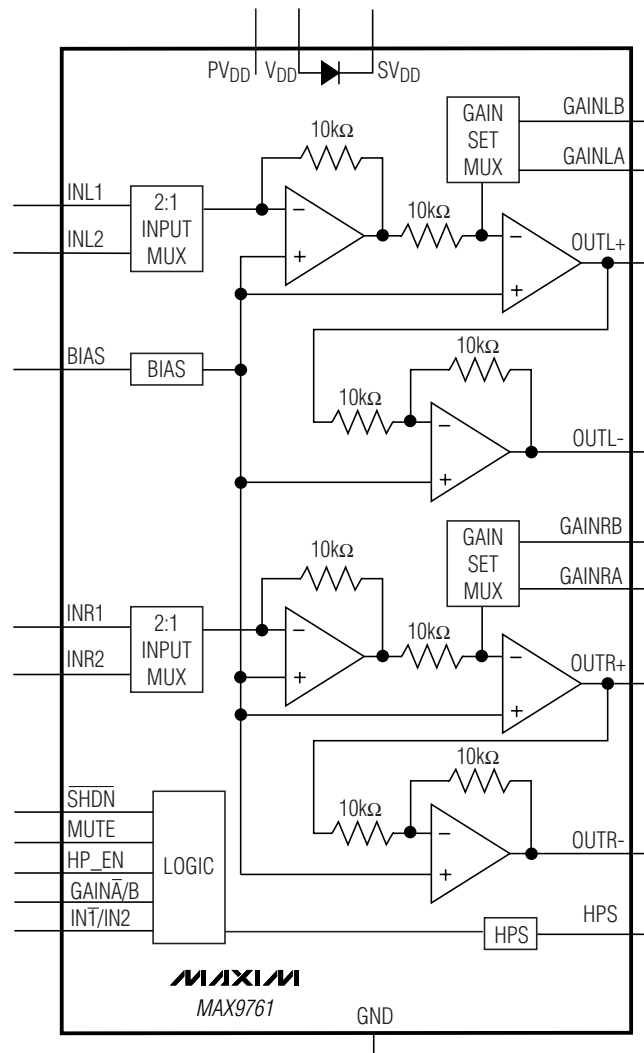 PVDD VDD SVDD
10kΩ
GAIN
SET
MUX
GAINLB
GAINLA
INL1
INL2
2:1
INPUT
MUX
−
+
10kΩ
−
+
OUTL+
BIAS
BIAS
10kΩ
10kΩ
−
+
OUTL-
10kΩ
GAIN
SET
MUX
GAINRB
GAINRA
INR1
INR2
2:1
INPUT
MUX
−
+
10kΩ
−
+
OUTR+
10kΩ
10kΩ
−
+
OUTR-
S̅H̅D̅N̅
MUTE
HP_EN
GAINA̅/B
IN1̅/IN2
LOGIC
HPS
HPS
MAXIM
MAX9761
GND